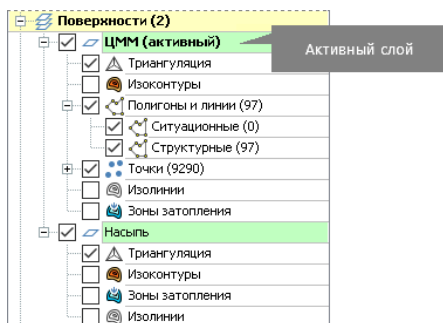 Поверхности (2)
ЦММ (активный)
Активный слой
Триангуляция
Изоконтуры
Полигоны и линии (97)
Ситуационные (0)
Структурные (97)
Точки (9290)
Изолинии
Зоны затопления
Насыпь
Триангуляция
Изоконтуры
Зоны затопления
Изолинии